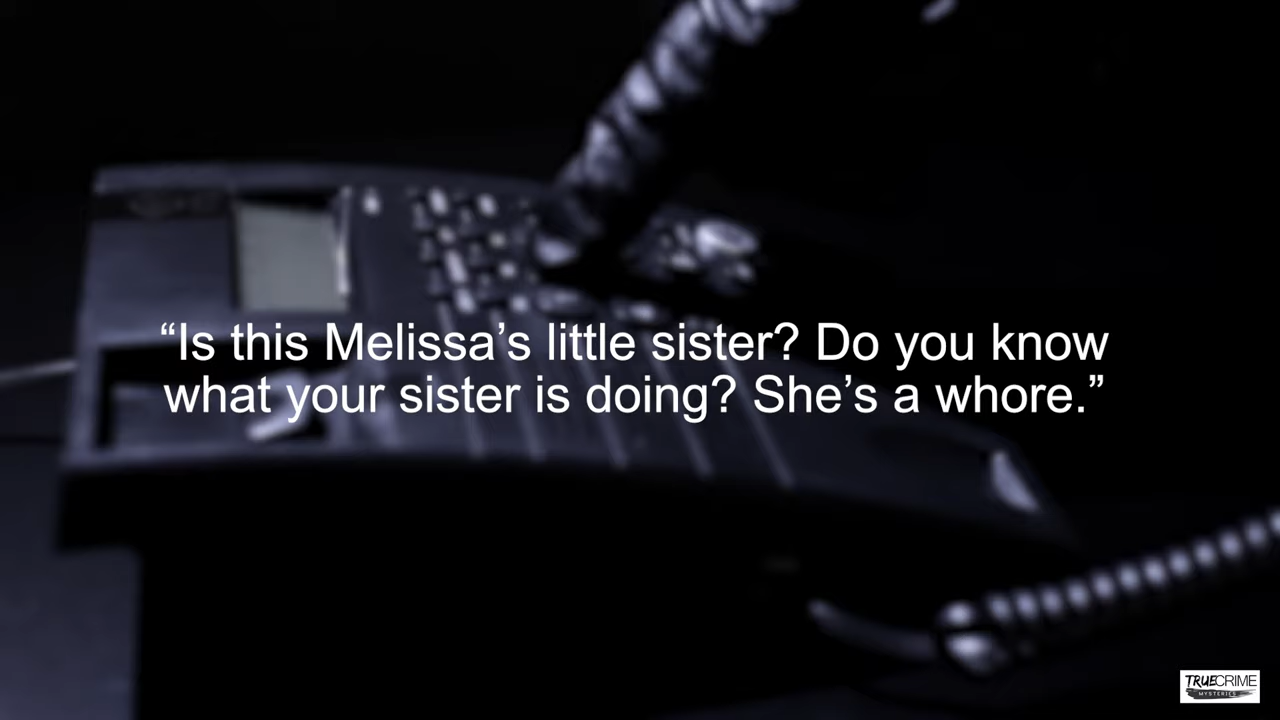 “Is this Melissa’s little sister? Do you know
what your sister is doing? She’s a whore.”
TRUECRIME
MYSTERIES